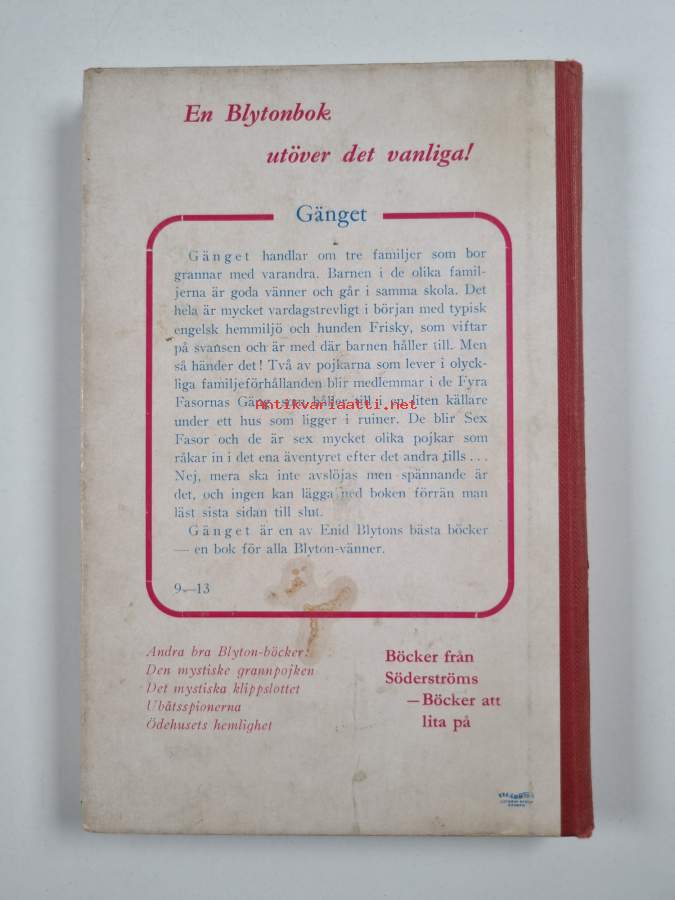 En Blytonbok
utöver det vanliga!
Gänget
Gänget handlar om tre familjer som bor
grannar med varandra. Barnen i de olika famil-
jerna är goda vänner och går i samma skola. Det
hela är mycket vardagstrevligt i början med typisk
engelsk hemmiljö och hunden Frisky, som viftar
på svansen och är med där barnen håller till. Men
så händer det! Två av pojkarna som lever i olyck-
liga familjeförhållanden blir medlemmar i de Fyra
Fasornas Gäng som håller till i en liten källare
Antikvariaatti.net
under ett hus som ligger i ruiner. De blir Sex
Fasor och de är sex mycket olika pojkar som
råkar in i det ena äventyret efter det andra tills ...
Nej, mera ska inte avslöjas men spännande är
det, och ingen kan lägga ned boken förrän man
läst sista sidan till slut.
Gänget är en av Enid Blytons bästa böcker
— en bok för alla Blyton-vänner.
9—13
Andra bra Blyton-böcker:
Den mystiske grannpojken
Det mystiska klippslottet
Ubåtsspionerna
Ödehusets hemlighet
Böcker från
Söderströms
—Böcker att
lita på